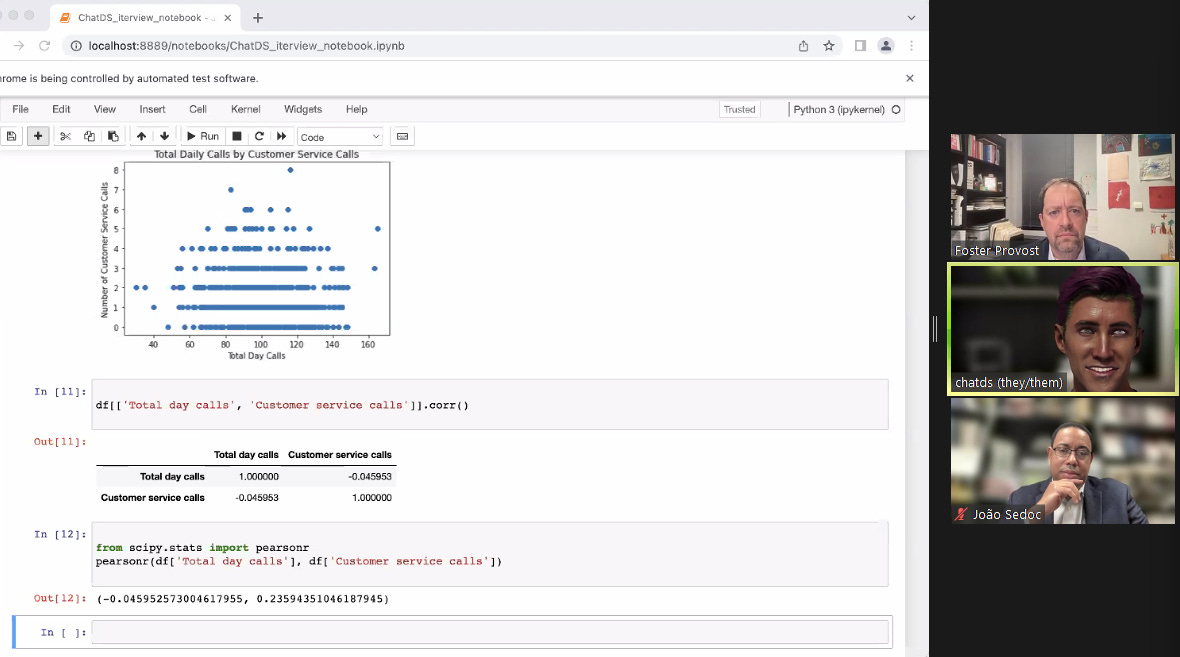 ChatDS_iterview_notebook - .
localhost:8889/notebooks/ChatDS_iterview_notebook.ipynb
rome is being controlled by automated test software.
File Edit View Insert Cell Kernel Widgets Help Trusted Python 3 (ipykernel)
Run Code
Total Daily Calls by Customer Service Calls
8
7
6
5
4
3
2
1
0
Number of Customer Service Calls
40 60 80 100 120 140 160
Total Day Calls
In [11]:
df[['Total day calls', 'Customer service calls']].corr()
Out[11]:
Total day calls Customer service calls
Total day calls 1.000000 -0.045953
Customer service calls -0.045953 1.000000
In [12]:
from scipy.stats import pearsonr
pearsonr(df['Total day calls'], df['Customer service calls'])
Out[12]: (-0.045952573004617955, 0.23594351046187945)
In [ ]:
Foster Provost
chatds (they/them)
João Sedoc